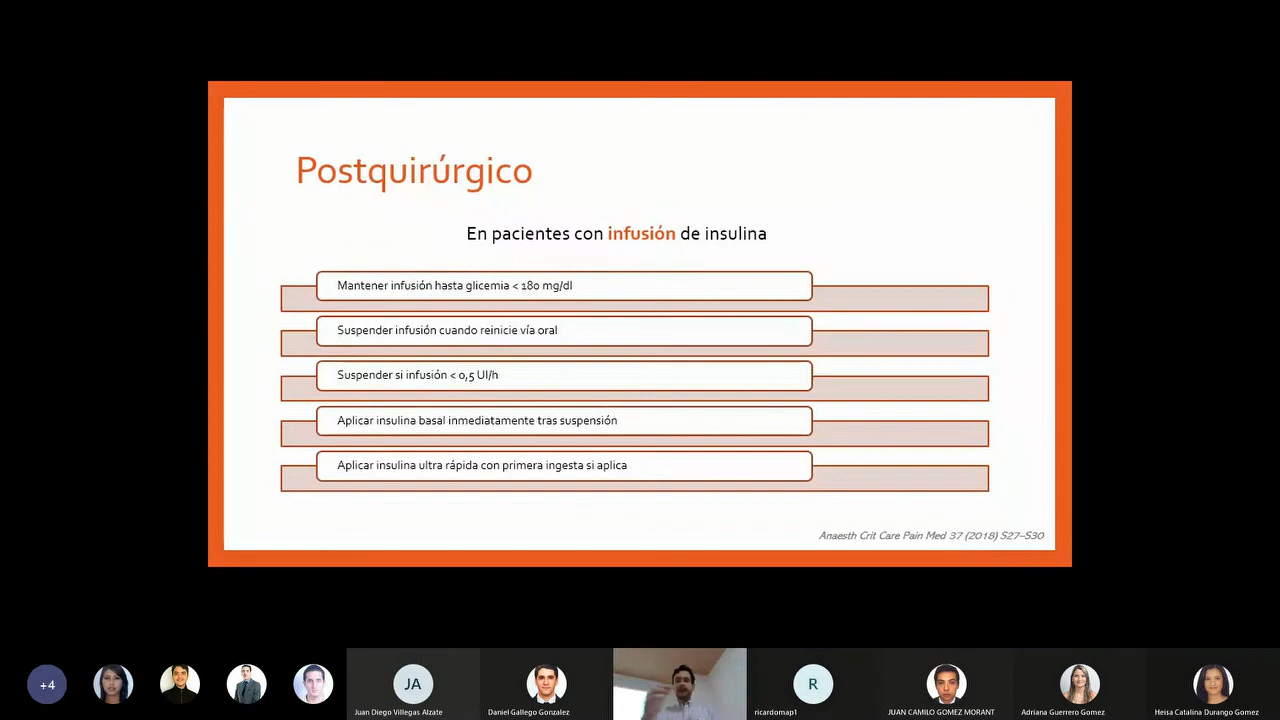 Postquirúrgico
En pacientes con infusión de insulina
Mantener infusión hasta glicemia < 180 mg/dl
Suspender infusión cuando reinicie vía oral
Suspender si infusión < 0,5 UI/h
Aplicar insulina basal inmediatamente tras suspensión
Aplicar insulina ultra rápida con primera ingesta si aplica
Anaesth Crit Care Pain Med 37 (2018) S27–S30
+4
JA
R
Juan Diego Villegas Alzate
Daniel Gallego Gonzalez
ricardomap1
JUAN CAMILO GOMEZ MORANT
Adriana Guerrero Gomez
Heisa Catalina Durango Gomez